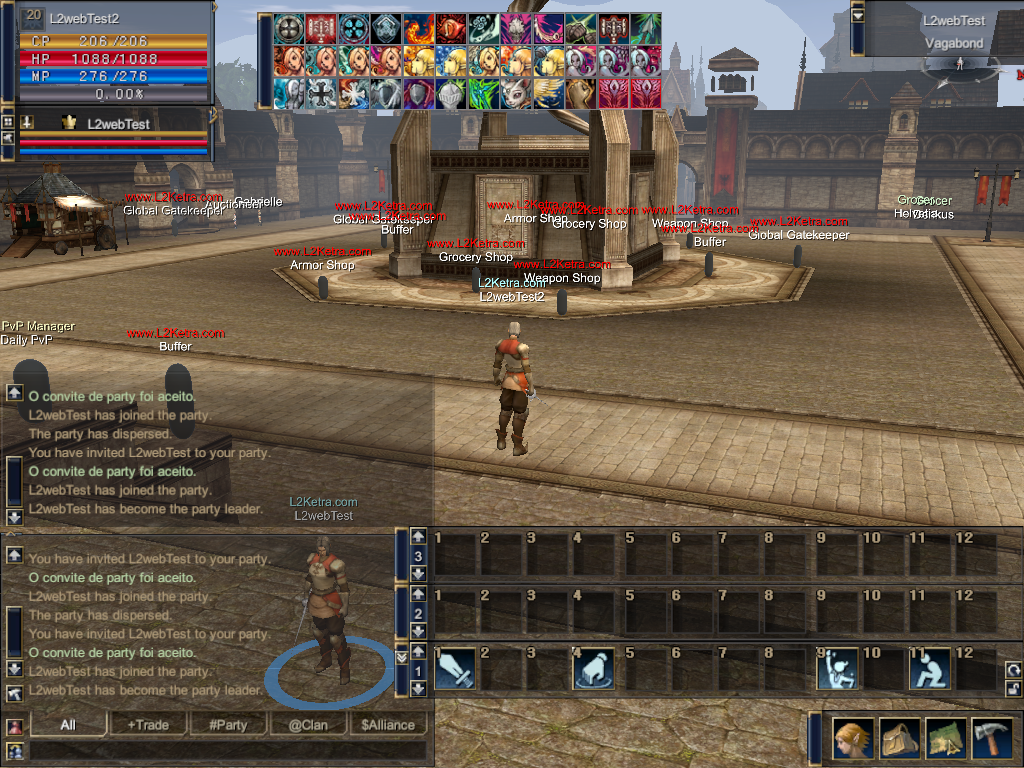 20 L2webTest2
CP 206/206
HP 1088/1088
MP 276/276
0.00%
L2webTest
L2webTest
Vagabond
www.L2Ketra.com
Global Gatekeeper
Gabrielle
www.L2Ketra.com
Global Gatekeeper
Buffer
www.L2Ketra.com
Armor Shop
www.L2Ketra.com
Grocery Shop
www.L2Ketra.com
Weapon Shop
Buffer
www.L2Ketra.com
Global Gatekeeper
Grocer
Helvetia
www.L2Ketra.com
Armor Shop
www.L2Ketra.com
Grocery Shop
www.L2Ketra.com
Weapon Shop
L2Ketra.com
L2webTest2
PvP Manager
Daily PvP
www.L2Ketra.com
Buffer
O convite de party foi aceito.
L2webTest has joined the party.
The party has dispersed.
You have invited L2webTest to your party.
O convite de party foi aceito.
L2webTest has joined the party.
L2webTest has become the party leader.
L2Ketra.com
L2webTest
You have invited L2webTest to your party.
O convite de party foi aceito.
L2webTest has joined the party.
The party has dispersed.
You have invited L2webTest to your party.
O convite de party foi aceito.
L2webTest has joined the party.
L2webTest has become the party leader.
All +Trade #Party @Clan $Alliance
3 1 2 3 4 5 6 7 8 9 10 11 12
2 1 2 3 4 5 6 7 8 9 10 11 12
1 1 2 3 4 5 6 7 8 9 10 11 12